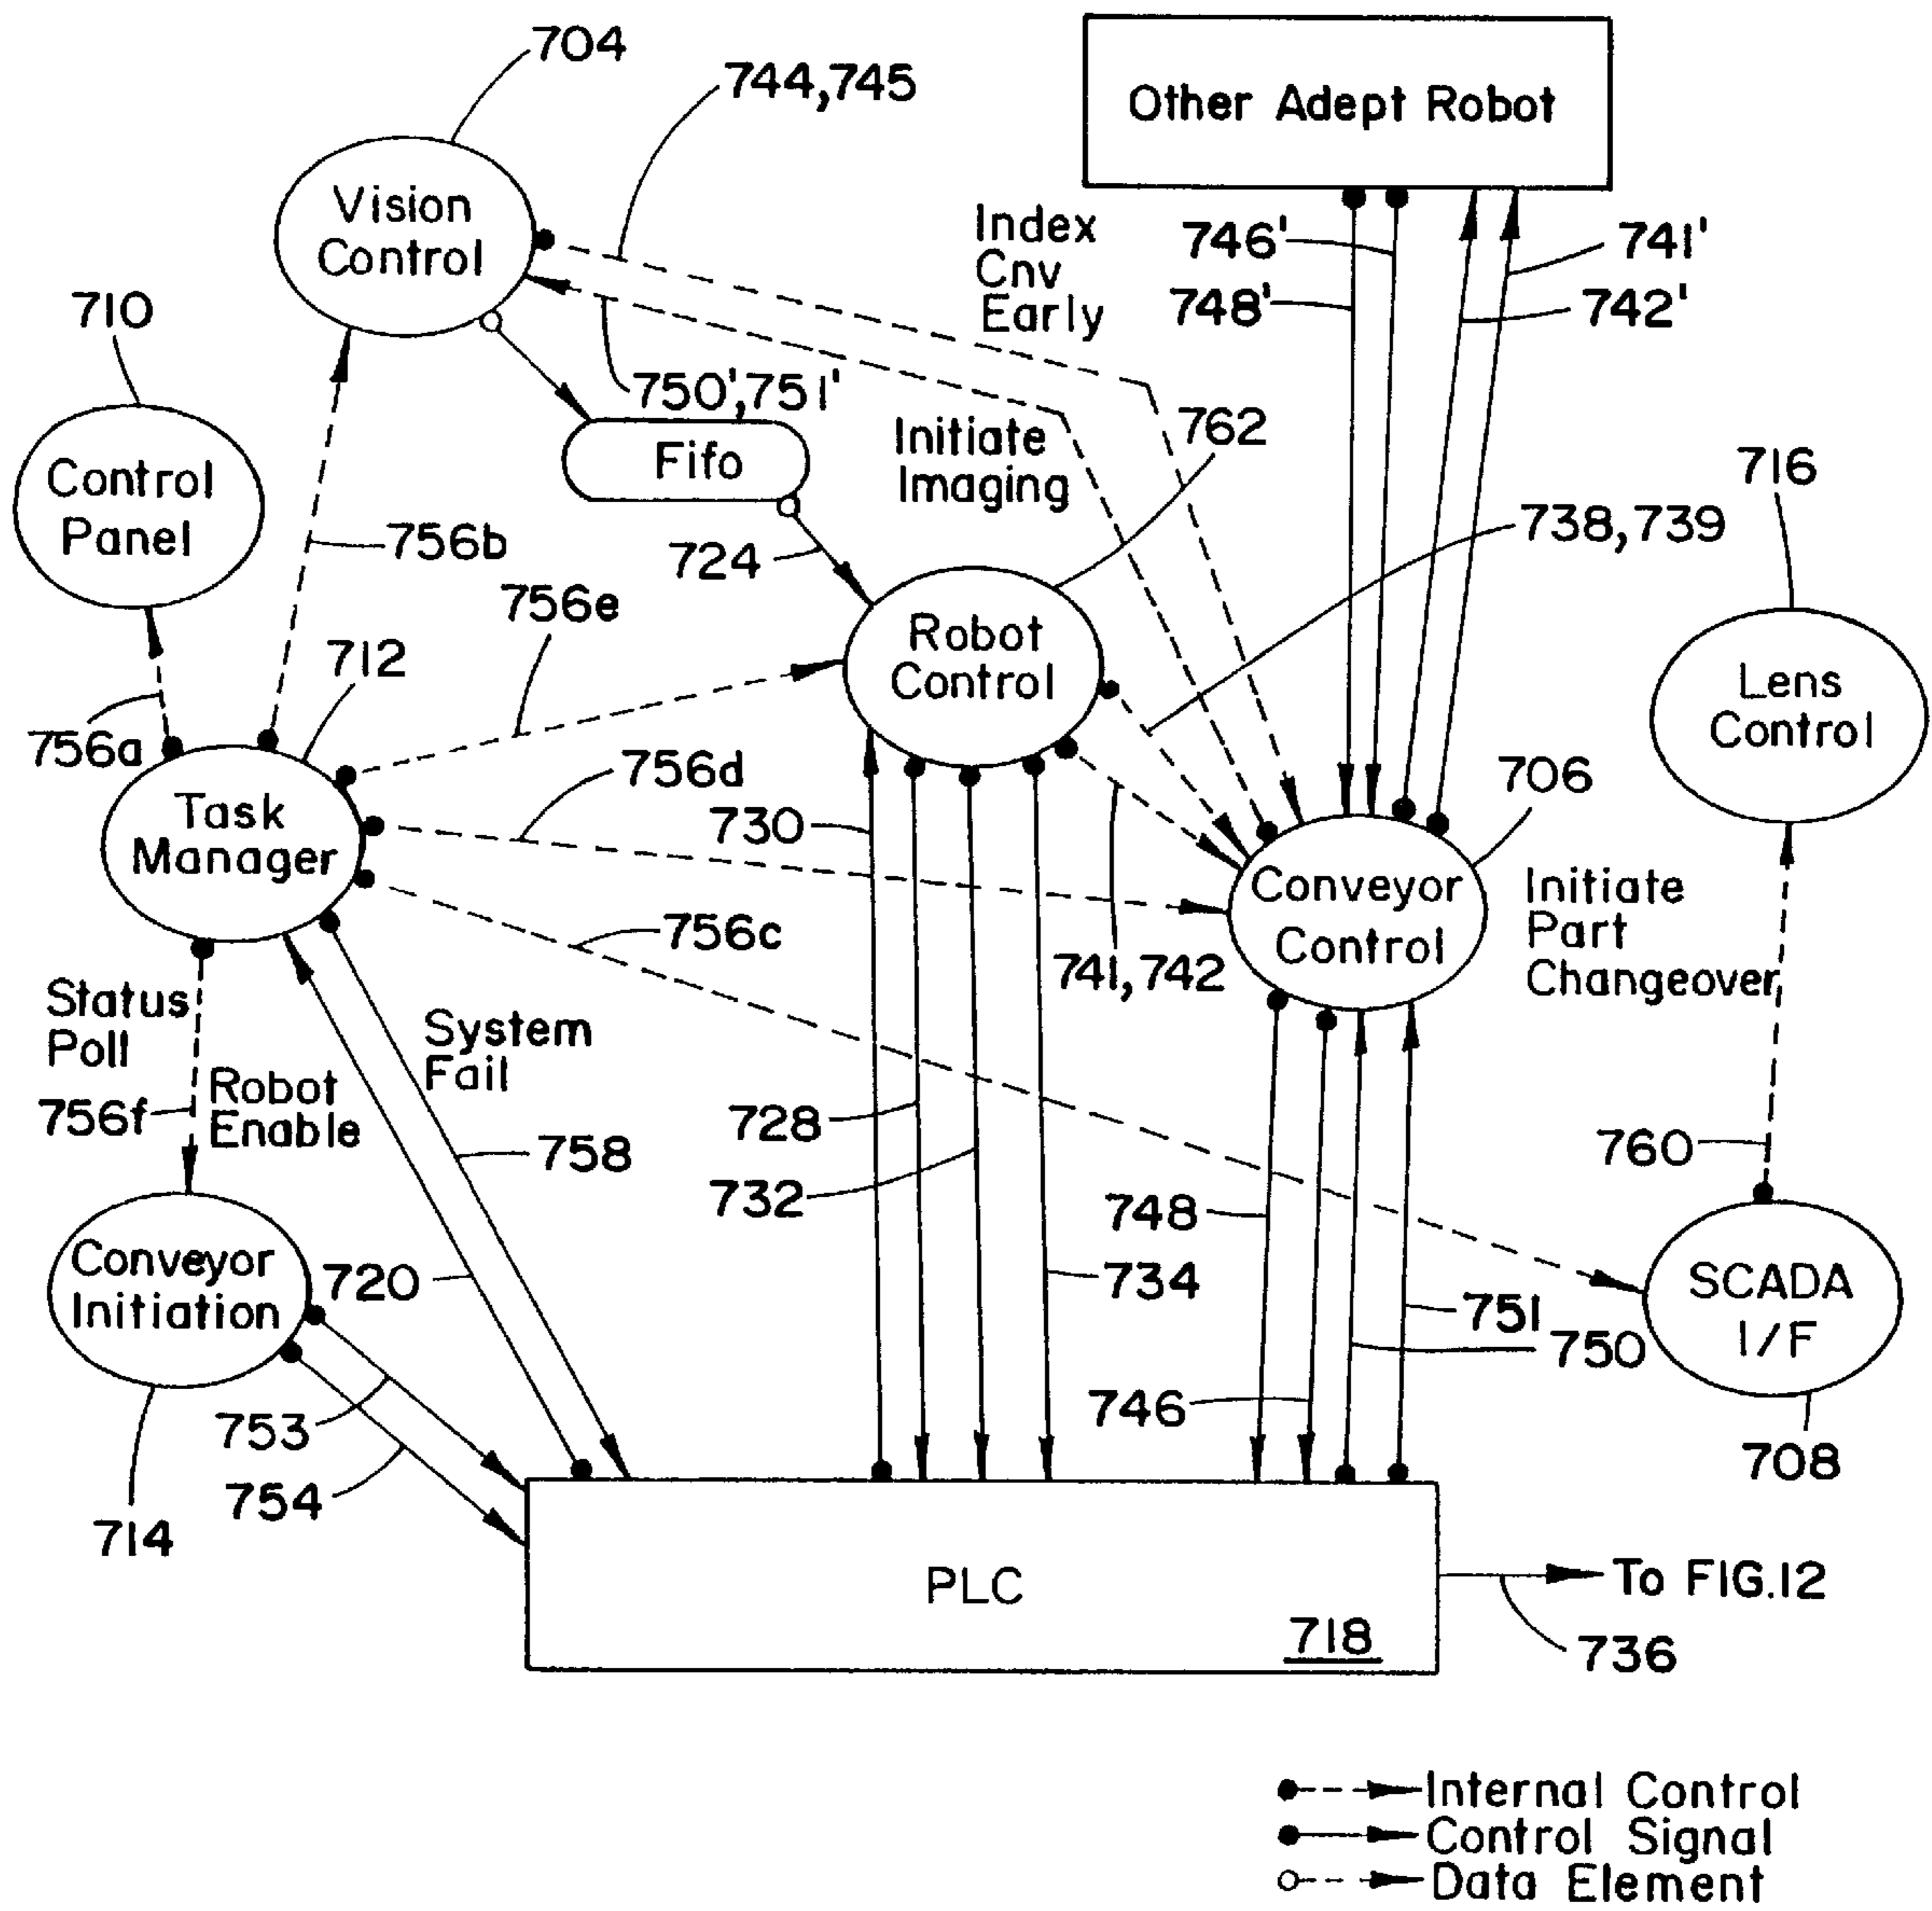 704
744,745
Other Adept Robot
Vision
Control
Index
Cnv
Early
746'
741'
748'
742'
710
750',751'
762
Initiate
Imaging
Fifo
716
Control
Panel
738,739
756b
724
756e
Robot
Control
712
Lens
Control
756a
756d
706
Task
Manager
730
Conveyor
Control
Initiate
Part
Changeover
756c
741,742
Status
Poll
System
Fail
Robot
Enable
756f
728
758
760
732
748
Conveyor
Initiation
720
734
SCADA
I/F
751
750
746
753
754
708
714
PLC
718
To FIG.12
736
Internal Control
Control Signal
Data Element